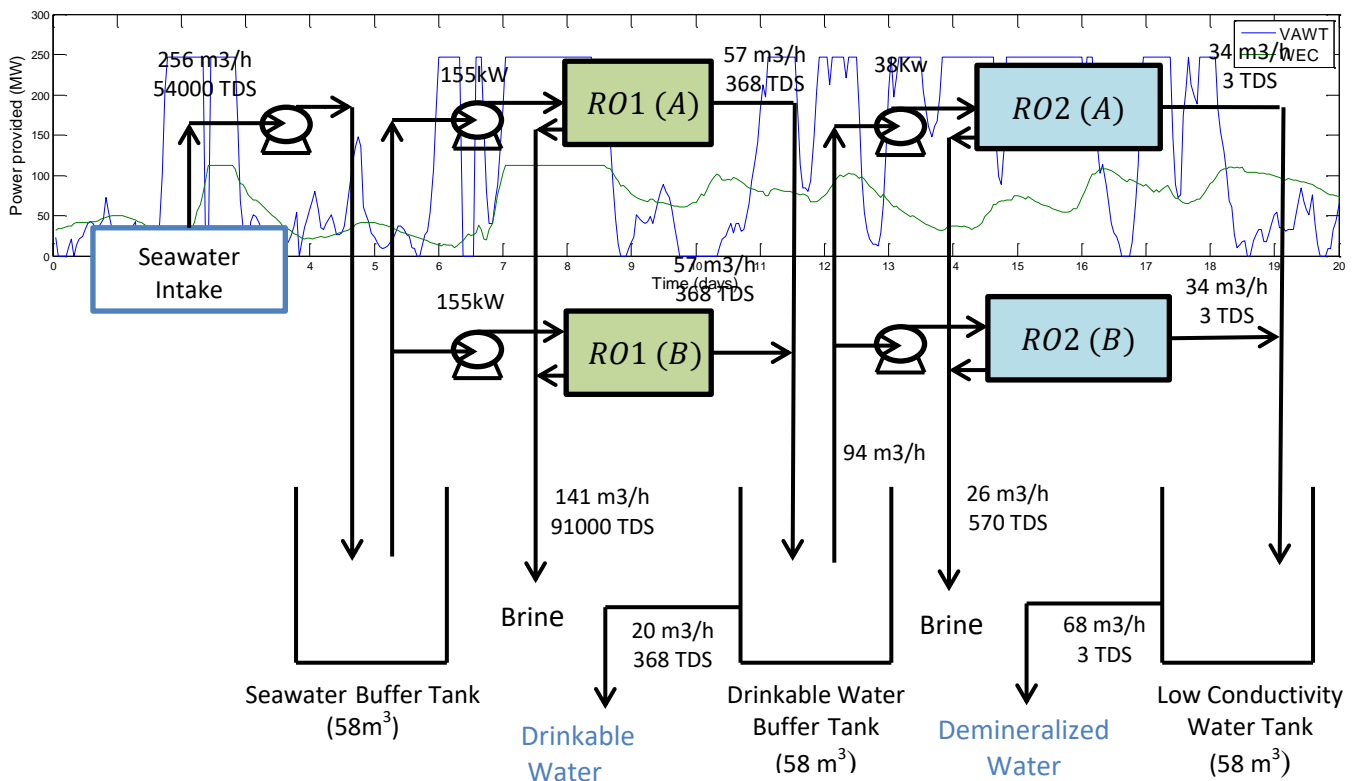 300
250
200
150
100
50
0
Power provided (MW)
VAWT
WEC
256 m3/h
54000 TDS
155kW
RO1 (A)
57 m3/h
368 TDS
38Kw
RO2 (A)
34 m3/h
3 TDS
Seawater
Intake
0 4 5 6 7 8 9 10 11 12 13 14 15 16 17 18 19 20
Time (days)
57 m3/h
368 TDS
155kW
RO1 (B)
RO2 (B)
34 m3/h
3 TDS
94 m3/h
141 m3/h
91000 TDS
26 m3/h
570 TDS
Brine
Brine
20 m3/h
368 TDS
68 m3/h
3 TDS
Seawater Buffer Tank
(58m3)
Drinkable
Water
Drinkable Water
Buffer Tank
(58 m3)
Demineralized
Water
Low Conductivity
Water Tank
(58 m3)